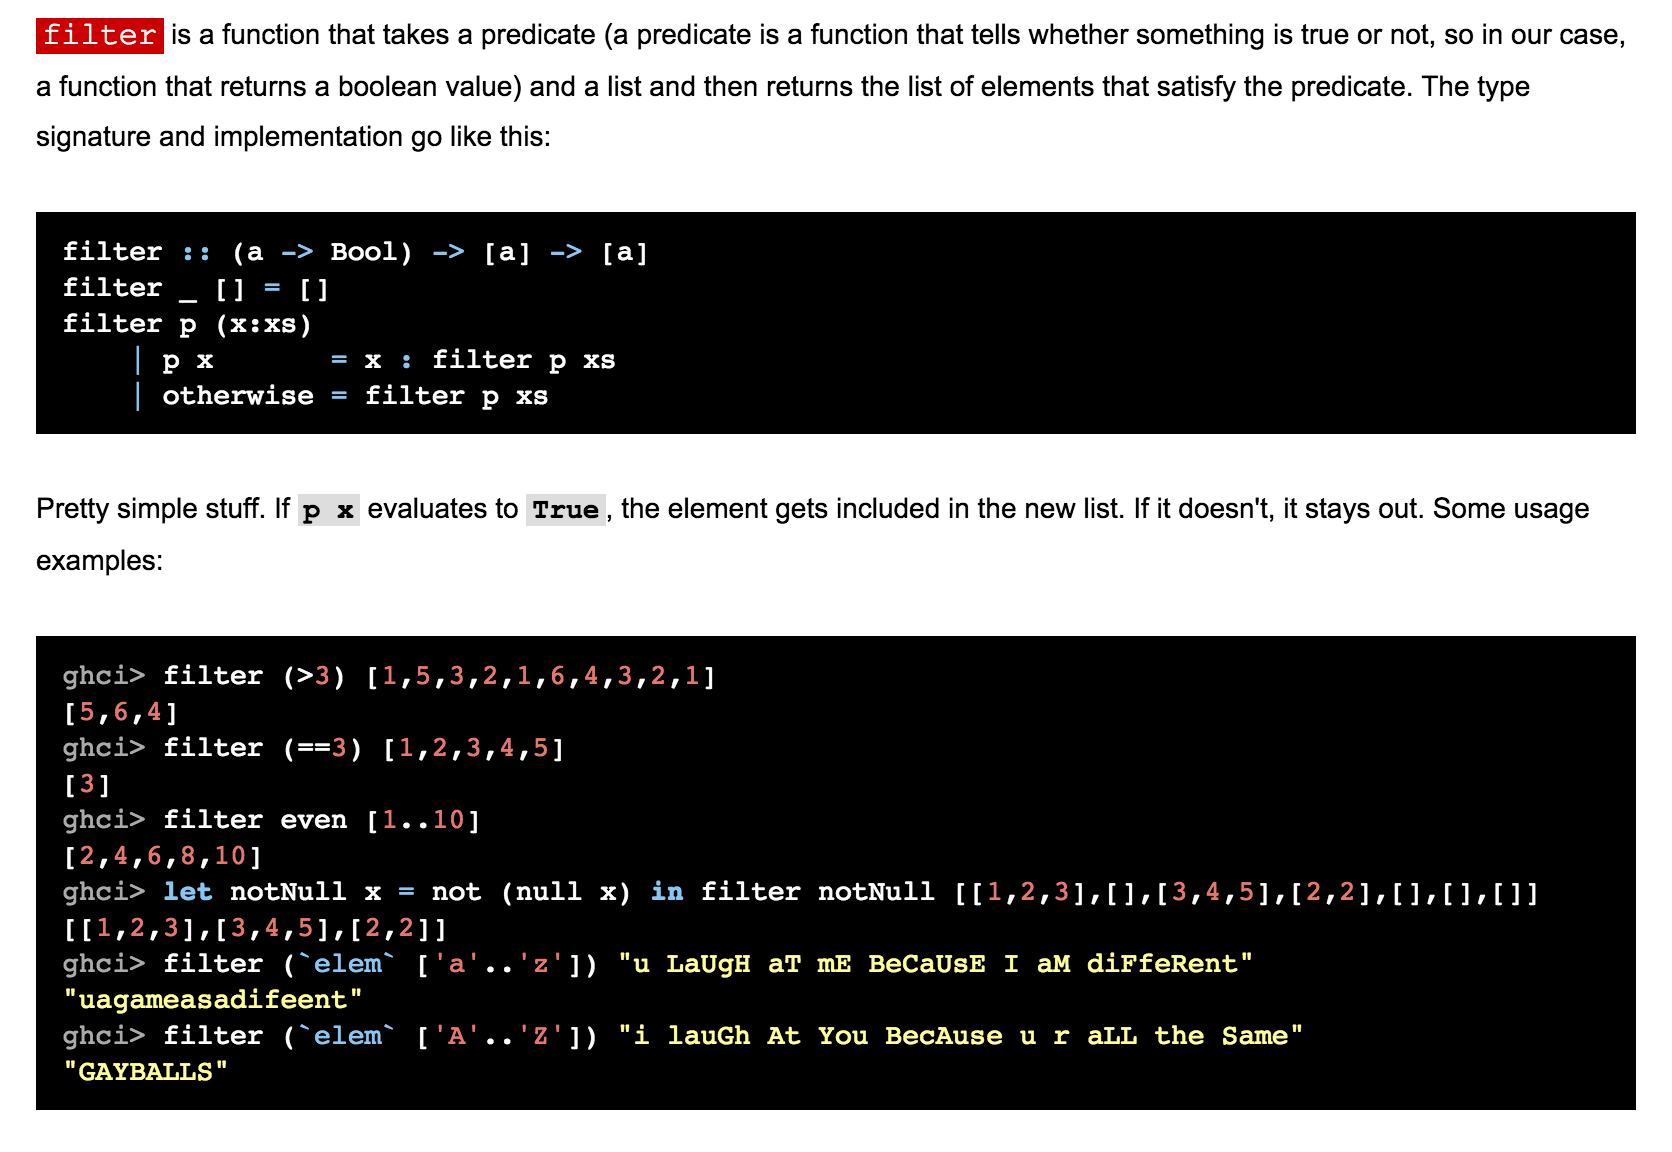 filter is a function that takes a predicate (a predicate is a function that tells whether something is true or not, so in our case,
a function that returns a boolean value) and a list and then returns the list of elements that satisfy the predicate. The type
signature and implementation go like this:
filter :: (a -> Bool) -> [a] -> [a]
filter _ [] = []
filter p (x:xs)
    | p x       = x : filter p xs
    | otherwise = filter p xs
Pretty simple stuff. If p x evaluates to True, the element gets included in the new list. If it doesn't, it stays out. Some usage
examples:
ghci> filter (>3) [1,5,3,2,1,6,4,3,2,1]
[5,6,4]
ghci> filter (==3) [1,2,3,4,5]
[3]
ghci> filter even [1..10]
[2,4,6,8,10]
ghci> let notNull x = not (null x) in filter notNull [[1,2,3],[],[3,4,5],[2,2],[],[],[]]
[[1,2,3],[3,4,5],[2,2]]
ghci> filter (`elem` ['a'..'z']) "u LaUgH aT mE BeCaUsE I aM diFfeRent"
"uagameasadifeent"
ghci> filter (`elem` ['A'..'Z']) "i lauGh At You BecAuse u r aLL the Same"
"GAYBALLS"